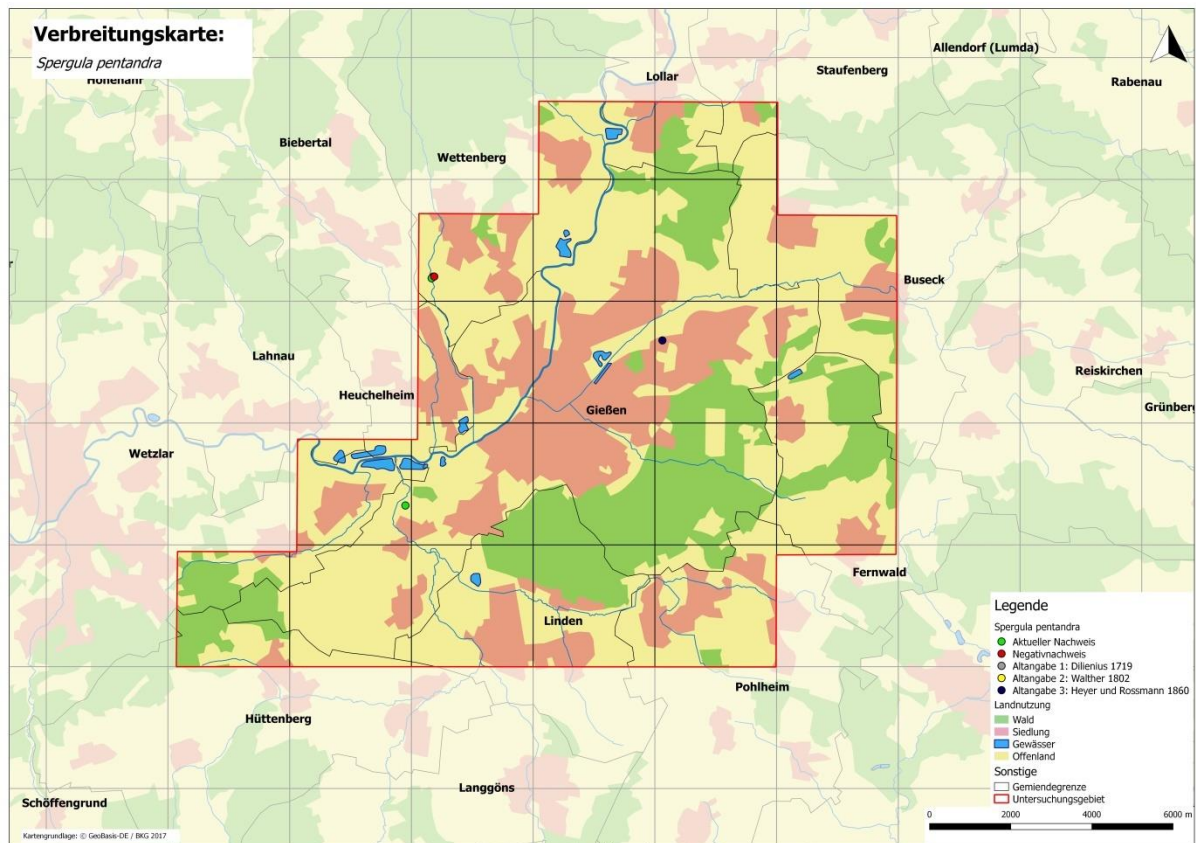 Verbreitungskarte:
Spergula pentandra
Hohenahr
Allendorf (Lumda)
Staufenberg
Lollar
Rabenau
Biebertal
Wettenberg
Buseck
Lahnau
Reiskirchen
Heuchelheim
Grünberg
Gießen
Wetzlar
Fernwald
Linden
Pohlheim
Hüttenberg
Langgöns
Schöffengrund
Legende
Spergula pentandra
Aktueller Nachweis
Negativnachweis
Altangabe 1: Dilienius 1719
Altangabe 2: Walther 1802
Altangabe 3: Heyer und Rossmann 1860
Landnutzung
Wald
Siedlung
Gewässer
Offenland
Sonstige
Gemiendegrenze
Untersuchungsgebiet
0 2000 4000 6000 m
Kartengrundlage: © GeoBasis-DE / BKG 2017